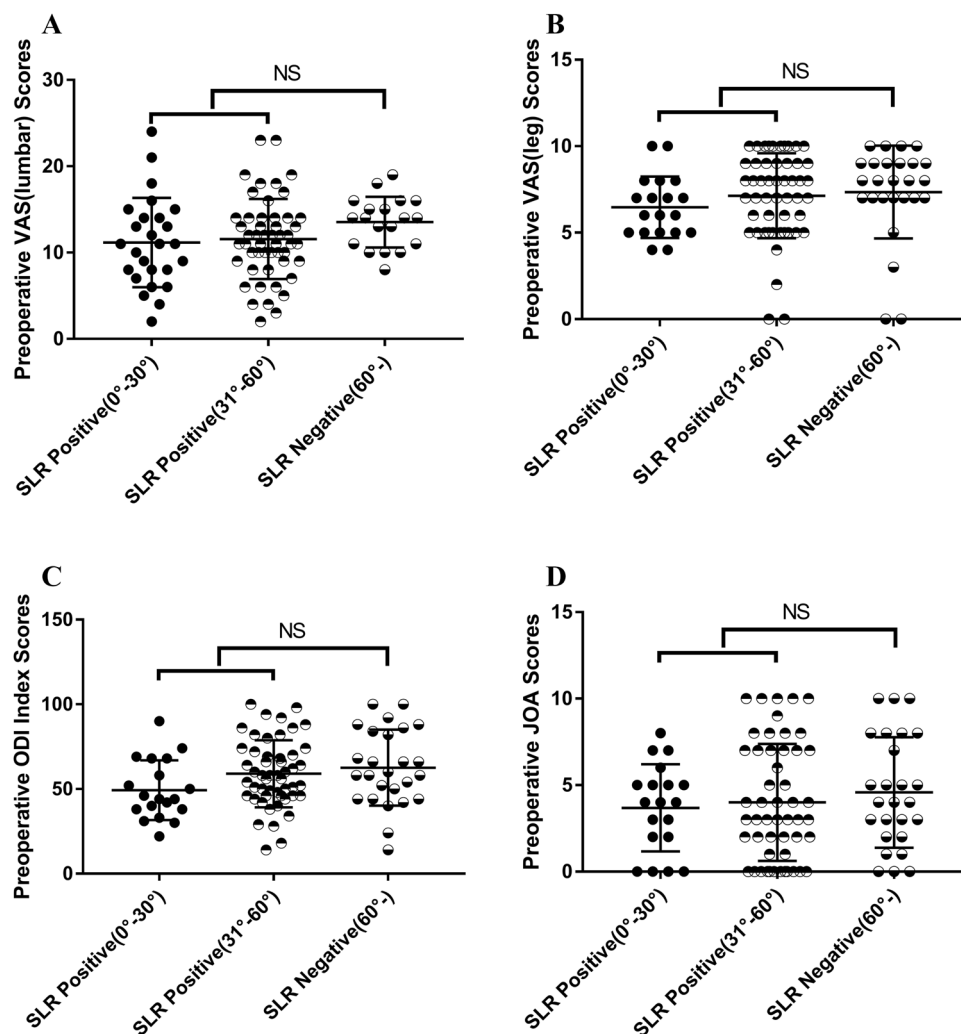 A
Preoperative VAS(lumbar) Scores
30
20
10
0
NS
SLR Positive(0°-30°)
SLR Positive(31°-60°)
SLR Negative(60°-)
B
Preoperative VAS(leg) Scores
15
10
5
0
NS
SLR Positive(0°-30°)
SLR Positive(31°-60°)
SLR Negative(60°-)
C
Preoperative ODI Index Scores
150
100
50
0
NS
SLR Positive(0°-30°)
SLR Positive(31°-60°)
SLR Negative(60°-)
D
Preoperative JOA Scores
15
10
5
0
NS
SLR Positive(0°-30°)
SLR Positive(31°-60°)
SLR Negative(60°-)